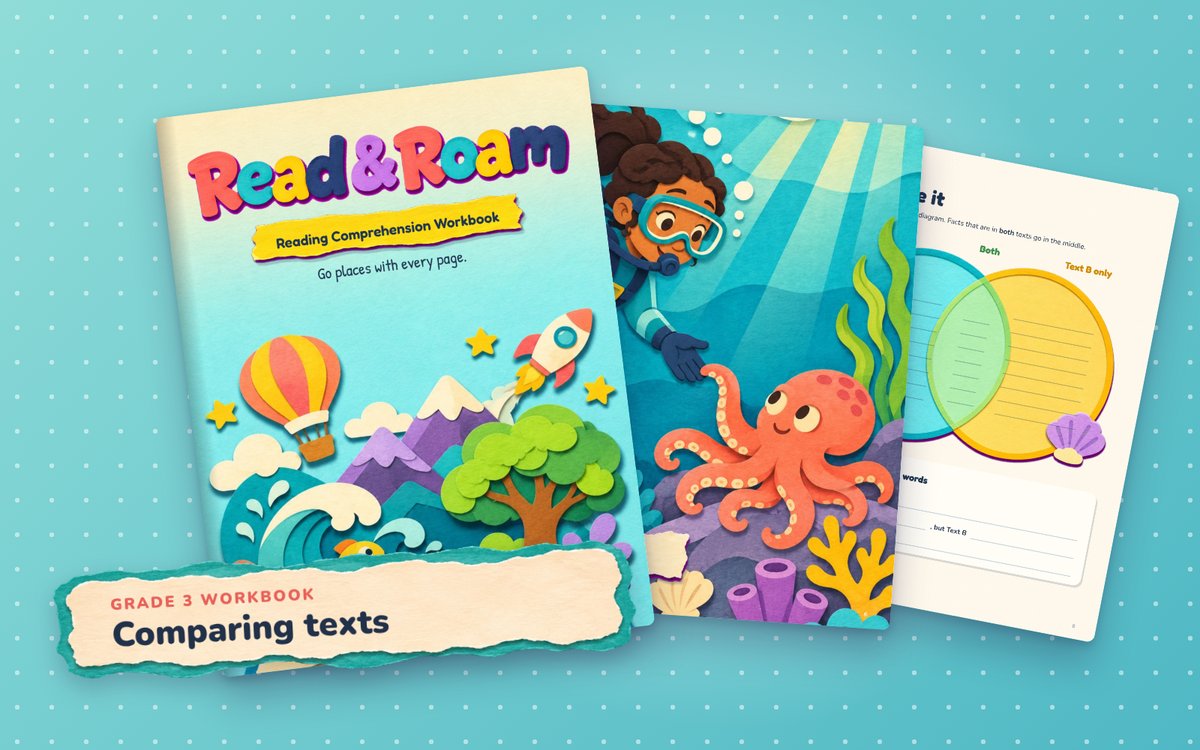 Read & Roam
Reading Comprehension Workbook
Go places with every page.
GRADE 3 WORKBOOK
Comparing texts
e it
diagram. Facts that are in both texts go in the middle.
Both
Text B only
words
, but Text B
8